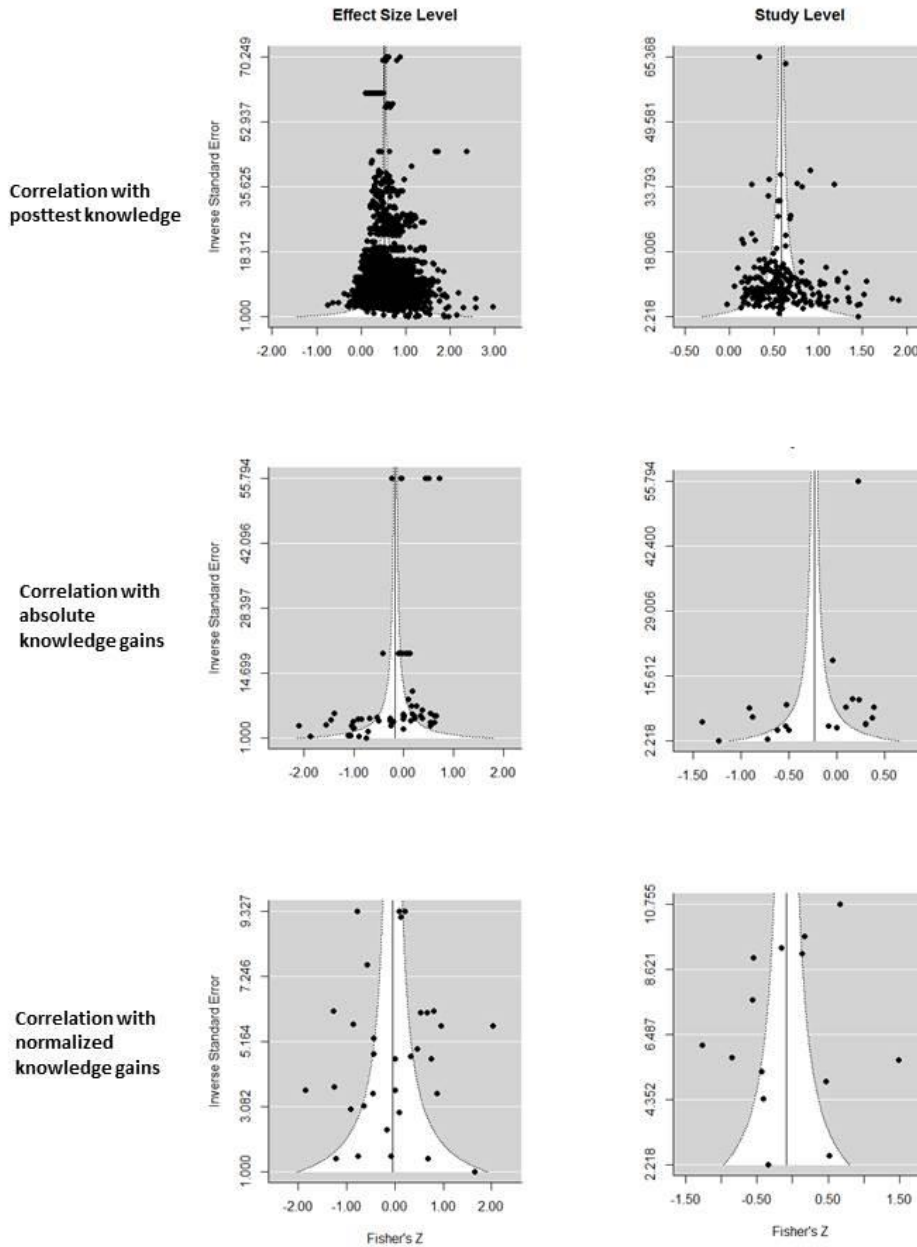 Effect Size Level
Study Level
Correlation with
posttest knowledge
Inverse Standard Error
70.249
52.937
35.625
18.312
1.000
-2.00 -1.00 0.00 1.00 2.00 3.00
65.368
49.581
33.793
18.006
2.218
-0.50 0.00 0.50 1.00 1.50 2.00
Correlation with
absolute
knowledge gains
Inverse Standard Error
55.794
42.096
28.397
14.699
1.000
-2.00 -1.00 0.00 1.00 2.00
55.794
42.400
29.006
15.612
2.218
-1.50 -1.00 -0.50 0.00 0.50
Correlation with
normalized
knowledge gains
Inverse Standard Error
9.327
7.246
5.164
3.082
1.000
-2.00 -1.00 0.00 1.00 2.00
Fisher's Z
10.755
8.621
6.487
4.352
2.218
-1.50 -0.50 0.50 1.50
Fisher's Z